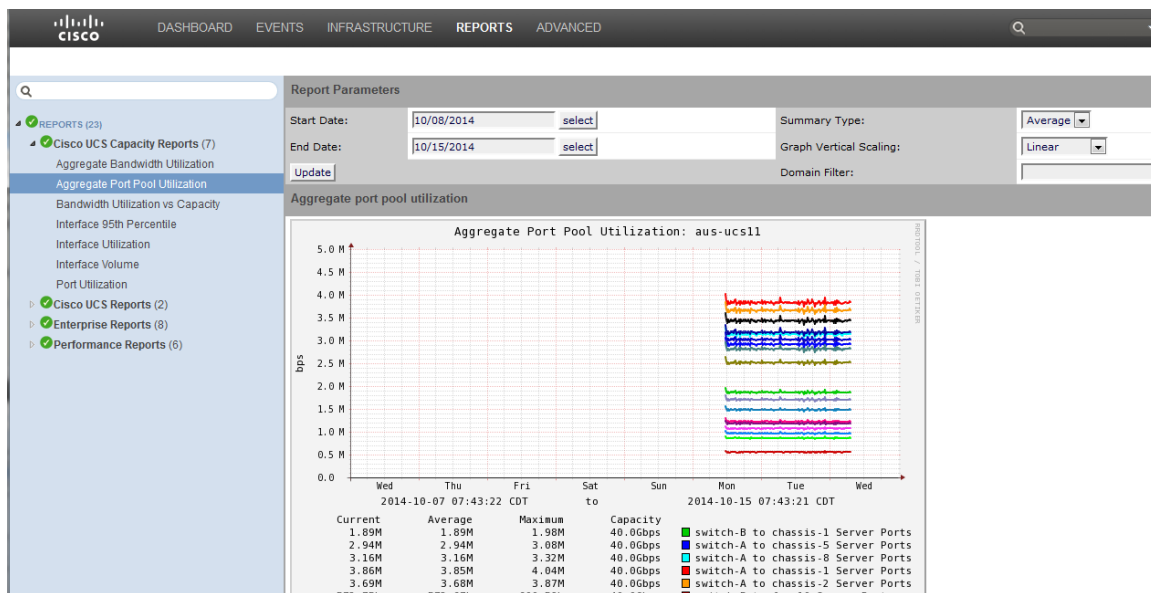 CISCO DASHBOARD EVENTS INFRASTRUCTURE REPORTS ADVANCED
REPORTS (23)
Cisco UCS Capacity Reports (7)
Aggregate Bandwidth Utilization
Aggregate Port Pool Utilization
Bandwidth Utilization vs Capacity
Interface 95th Percentile
Interface Utilization
Interface Volume
Port Utilization
Cisco UCS Reports (2)
Enterprise Reports (8)
Performance Reports (6)
Report Parameters
Start Date: 10/08/2014 select Summary Type: Average
End Date: 10/15/2014 select Graph Vertical Scaling: Linear
Update Domain Filter:
Aggregate port pool utilization
Aggregate Port Pool Utilization: aus-ucs11
RRDTOOL / TOBI OETIKER
bps
5.0 M
4.5 M
4.0 M
3.5 M
3.0 M
2.5 M
2.0 M
1.5 M
1.0 M
0.5 M
0.0
Wed Thu Fri Sat Sun Mon Tue Wed
2014-10-07 07:43:22 CDT to 2014-10-15 07:43:21 CDT
Current Average Maximum Capacity
1.89M 1.89M 1.98M 40.0Gbps switch-B to chassis-1 Server Ports
2.94M 2.94M 3.08M 40.0Gbps switch-A to chassis-5 Server Ports
3.16M 3.16M 3.32M 40.0Gbps switch-A to chassis-8 Server Ports
3.86M 3.85M 4.04M 40.0Gbps switch-A to chassis-1 Server Ports
3.69M 3.68M 3.87M 40.0Gbps switch-A to chassis-2 Server Ports